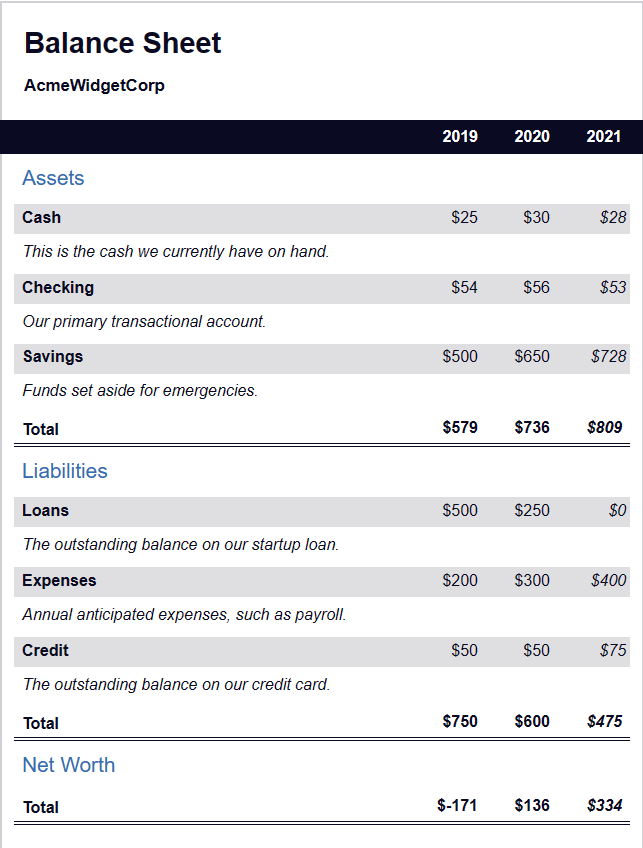 Balance Sheet
AcmeWidgetCorp
2019 2020 2021
Assets
Cash $25 $30 $28
This is the cash we currently have on hand.
Checking $54 $56 $53
Our primary transactional account.
Savings $500 $650 $728
Funds set aside for emergencies.
Total $579 $736 $809
Liabilities
Loans $500 $250 $0
The outstanding balance on our startup loan.
Expenses $200 $300 $400
Annual anticipated expenses, such as payroll.
Credit $50 $50 $75
The outstanding balance on our credit card.
Total $750 $600 $475
Net Worth
Total $-171 $136 $334